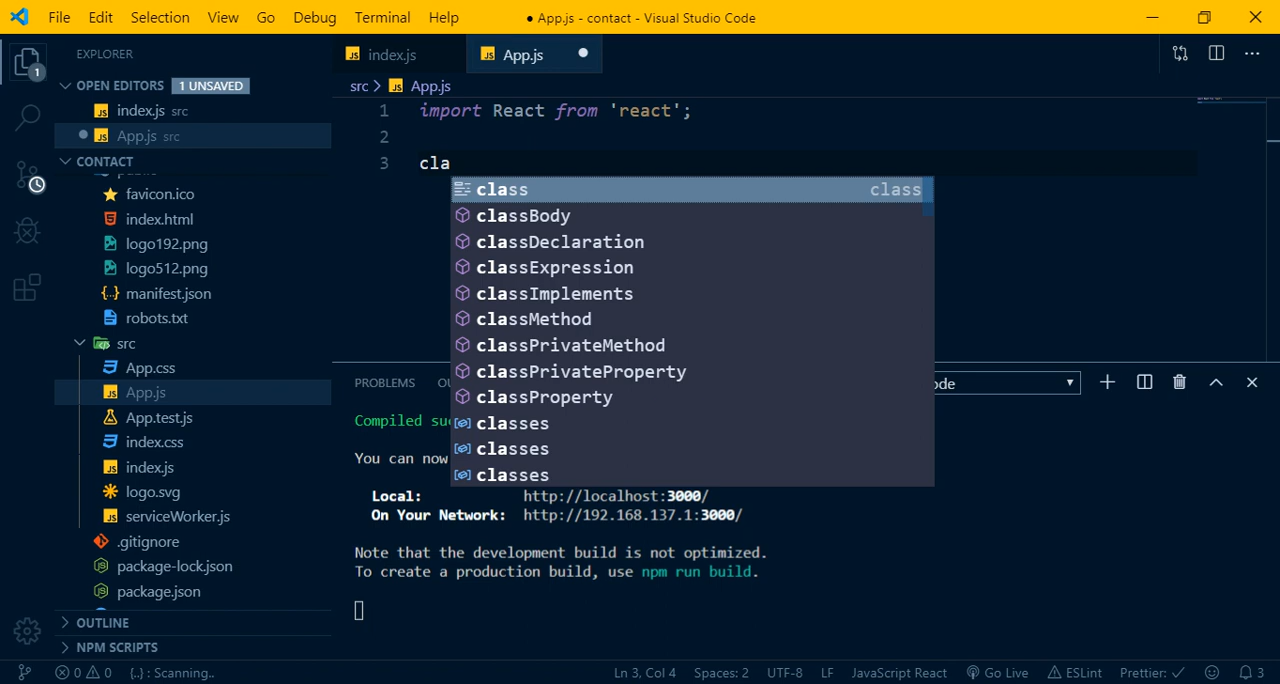 File Edit Selection View Go Debug Terminal Help
● App.js - contact - Visual Studio Code
EXPLORER
OPEN EDITORS 1 UNSAVED
index.js src
App.js src
CONTACT
favicon.ico
index.html
logo192.png
logo512.png
manifest.json
robots.txt
src
App.css
App.js
App.test.js
index.css
index.js
logo.svg
serviceWorker.js
.gitignore
package-lock.json
package.json
OUTLINE
NPM SCRIPTS
1
index.js
App.js
src > App.js
1 import React from 'react';
2
3 cla
class class
classBody
classDeclaration
classExpression
classImplements
classMethod
classPrivateMethod
classPrivateProperty
classProperty
classes
classes
classes
PROBLEMS
Compiled
You can now
Local: http://localhost:3000/
On Your Network: http://192.168.137.1:3000/
Note that the development build is not optimized.
To create a production build, use npm run build.
0 0 {..} : Scanning.. Ln 3, Col 4 Spaces: 2 UTF-8 LF JavaScript React Go Live ESLint Prettier: ✓ 3